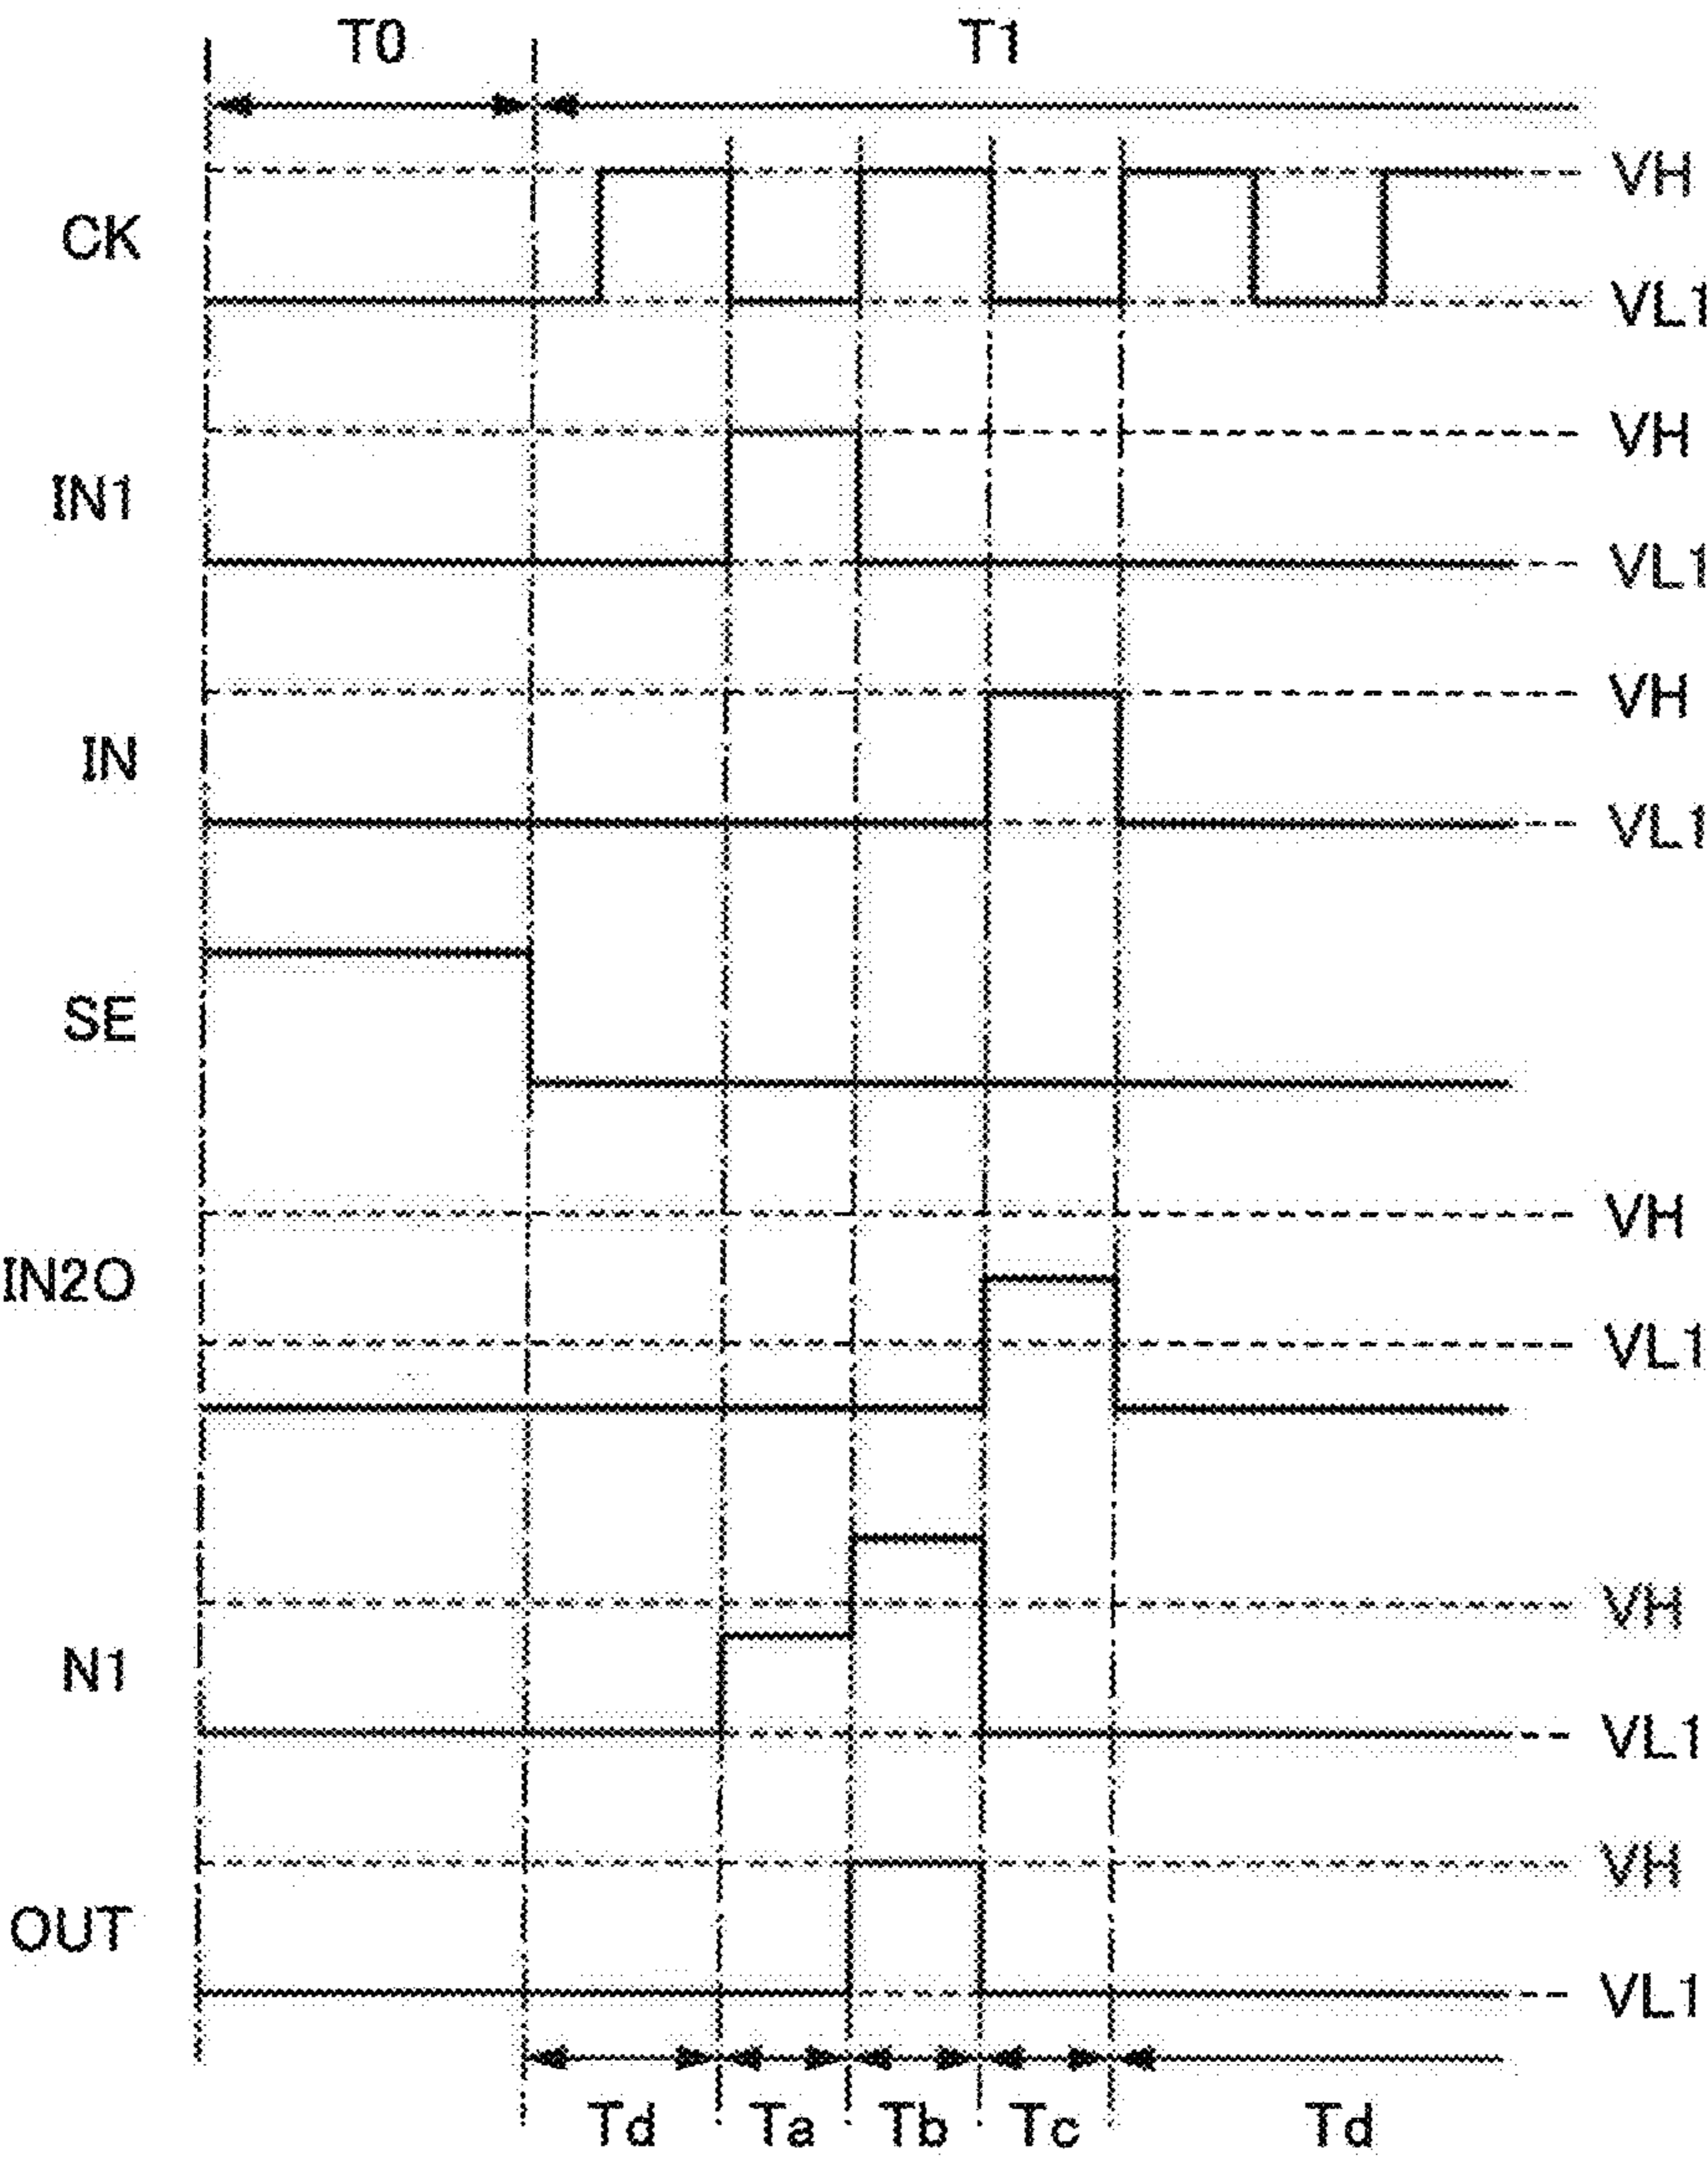 T0 T1
VH
CK
VL1
VH
IN1
VL1
VH
IN
VL1
SE
VH
IN2O
VL1
VH
N1
VL1
VH
OUT
VL1
Td Ta Tb Tc Td